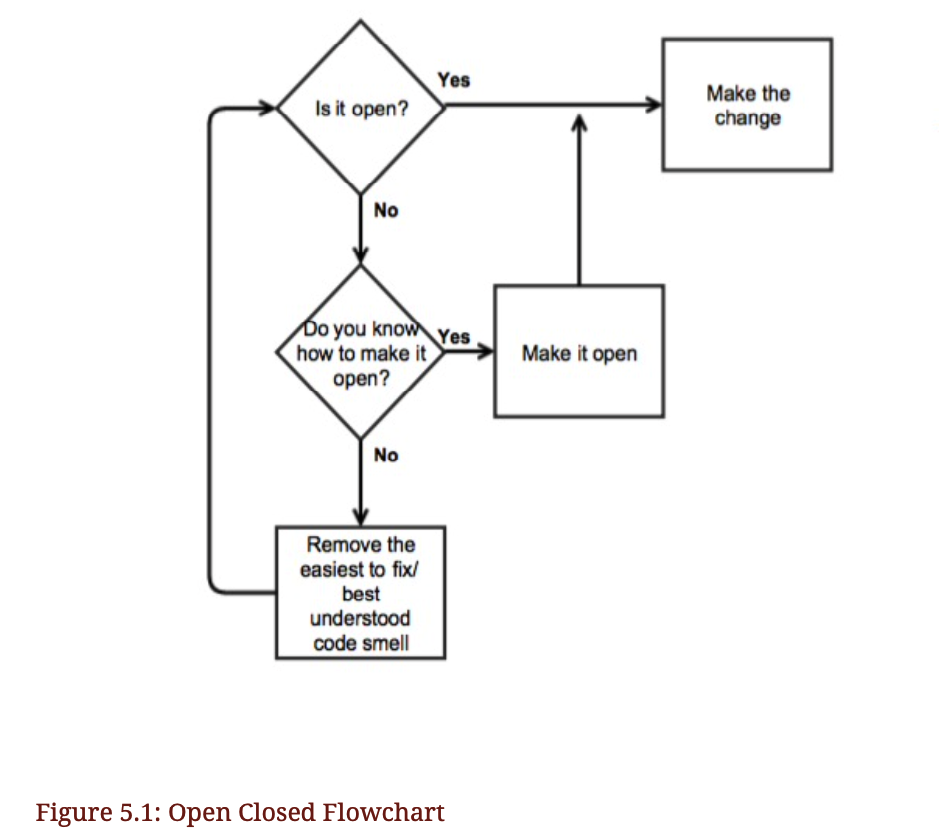 Is it open?
Yes
Make the
change
No
Do you know
how to make it
open?
Yes
Make it open
No
Remove the
easiest to fix/
best
understood
code smell
Figure 5.1: Open Closed Flowchart